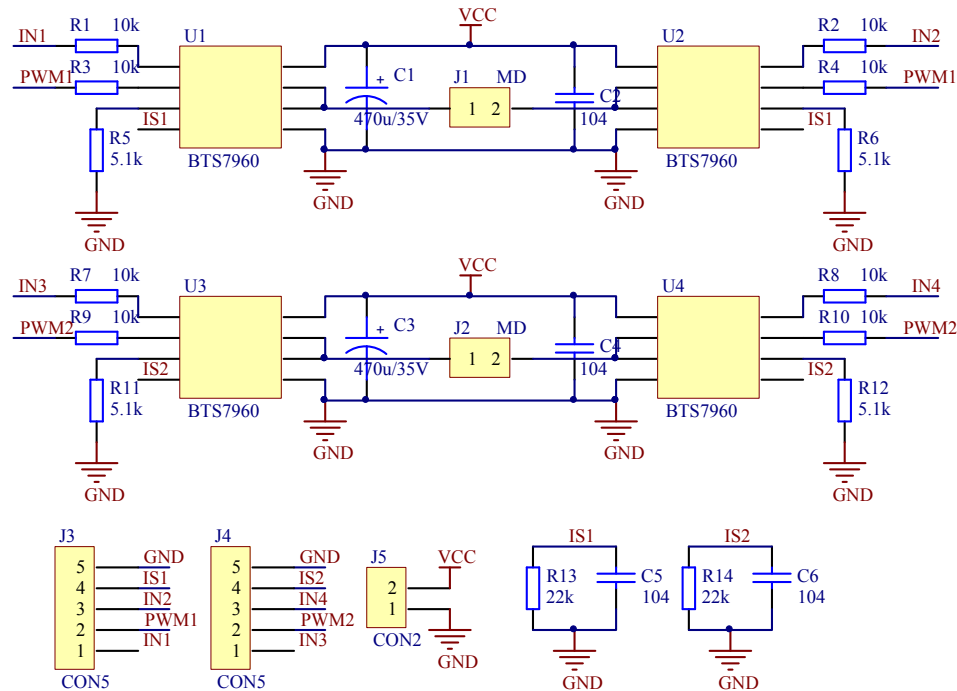 VCC
R1 10k
R2 10k
IN1
U1
U2
IN2
R3 10k
C1
J1 MD
R4 10k
PWM1
+
1 2
C2
PWM1
470u/35V
104
IS1
IS1
R5
5.1k
R6
5.1k
BTS7960
BTS7960
GND
GND
GND
GND
VCC
R7 10k
R8 10k
IN3
U3
U4
IN4
R9 10k
C3
J2 MD
R10 10k
PWM2
+
1 2
C4
PWM2
470u/35V
104
IS2
IS2
R11
5.1k
R12
5.1k
BTS7960
BTS7960
GND
GND
GND
GND
J3
5 GND
4 IS1
3 IN2
2 PWM1
1 IN1
CON5
J4
5 GND
4 IS2
3 IN4
2 PWM2
1 IN3
CON5
J5
VCC
2
1
CON2
GND
IS1
R13
22k
C5
104
GND
IS2
R14
22k
C6
104
GND